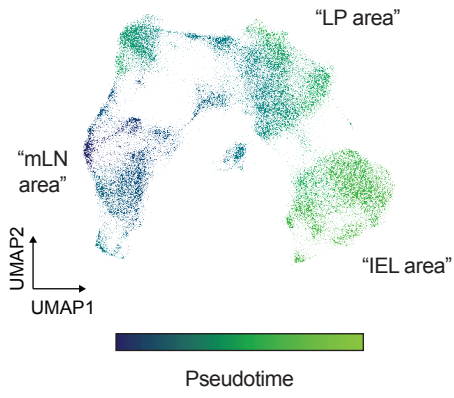 “LP area”
“mLN
area”
“IEL area”
UMAP2
UMAP1
Pseudotime